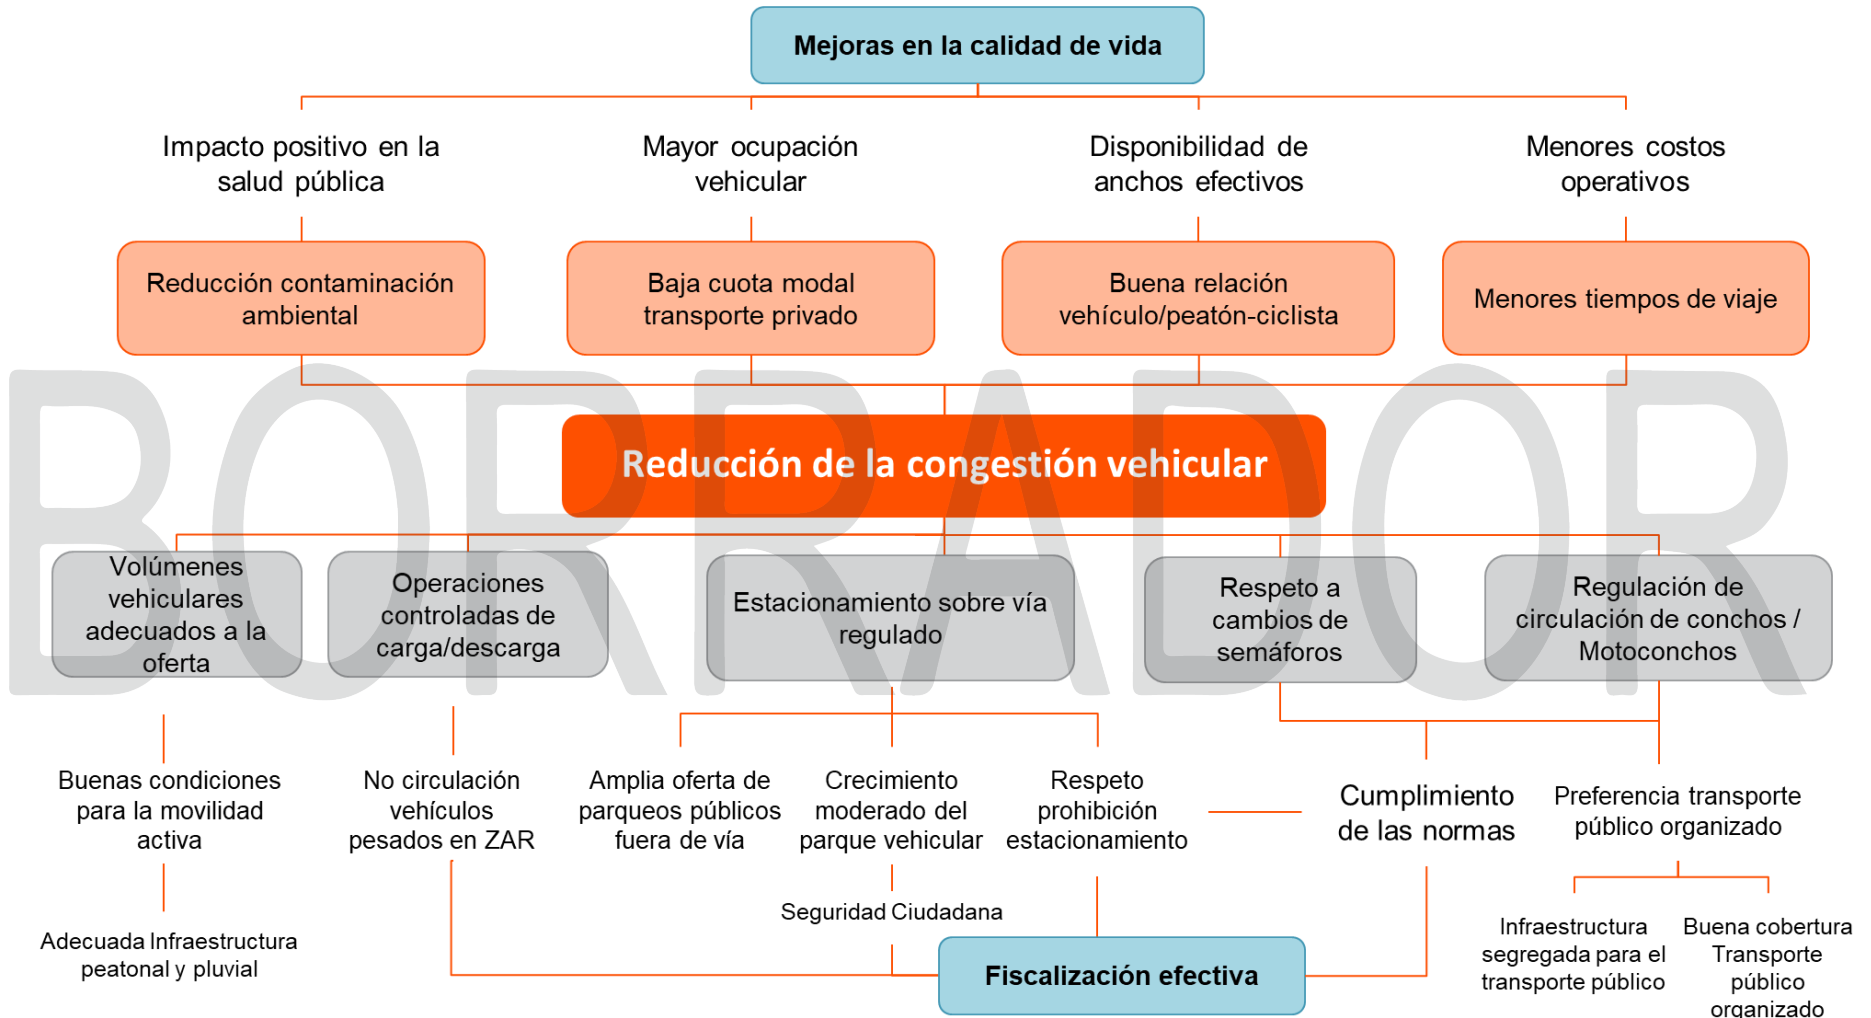 Mejoras en la calidad de vida
Impacto positivo en la
salud pública
Mayor ocupación
vehicular
Disponibilidad de
anchos efectivos
Menores costos
operativos
Reducción contaminación
ambiental
Baja cuota modal
transporte privado
Buena relación
vehículo/peatón-ciclista
Menores tiempos de viaje
BORRADOR
Reducción de la congestión vehicular
Volúmenes
vehiculares
adecuados a la
oferta
Operaciones
controladas de
carga/descarga
Estacionamiento sobre vía
regulado
Respeto a
cambios de
semáforos
Regulación de
circulación de conchos /
Motoconchos
Buenas condiciones
para la movilidad
activa
No circulación
vehículos
pesados en ZAR
Amplia oferta de
parqueos públicos
fuera de vía
Crecimiento
moderado del
parque vehicular
Respeto
prohibición
estacionamiento
Cumplimiento
de las normas
Preferencia transporte
público organizado
Adecuada Infraestructura
peatonal y pluvial
Seguridad Ciudadana
Fiscalización efectiva
Infraestructura
segregada para el
transporte público
Buena cobertura
Transporte
público
organizado